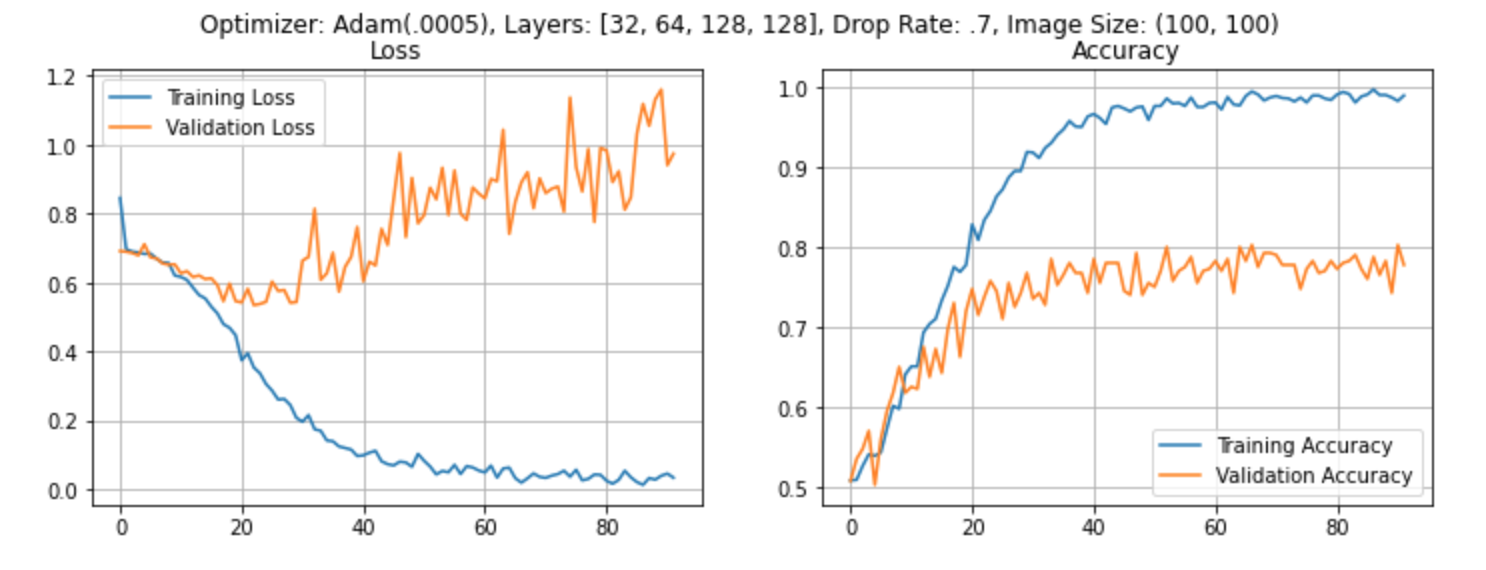 Optimizer: Adam(.0005), Layers: [32, 64, 128, 128], Drop Rate: .7, Image Size: (100, 100)
Loss
1.2
1.0
0.8
0.6
0.4
0.2
0.0
Training Loss
Validation Loss
0 20 40 60 80
Accuracy
1.0
0.9
0.8
0.7
0.6
0.5
Training Accuracy
Validation Accuracy
0 20 40 60 80